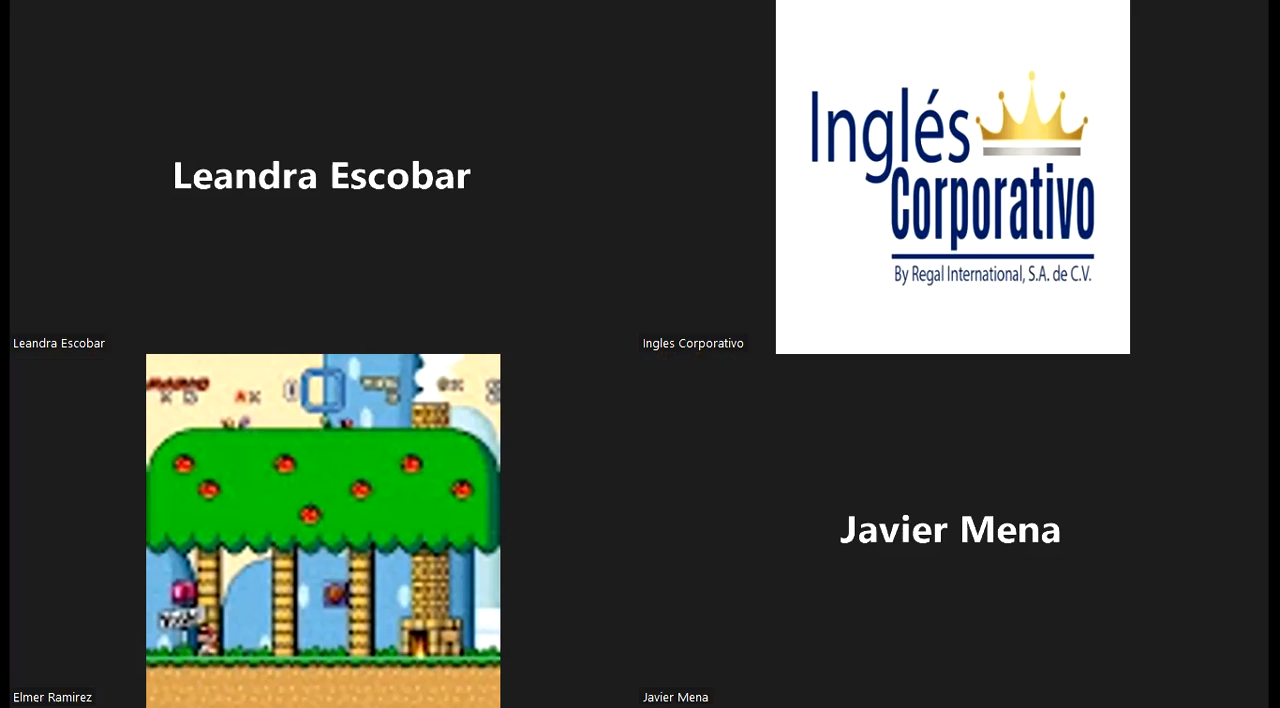 Leandra Escobar
Leandra Escobar
Inglés
Corporativo
By Regal International, S.A. de C.V.
Ingles Corporativo
MARIO
Elmer Ramirez
Javier Mena
Javier Mena